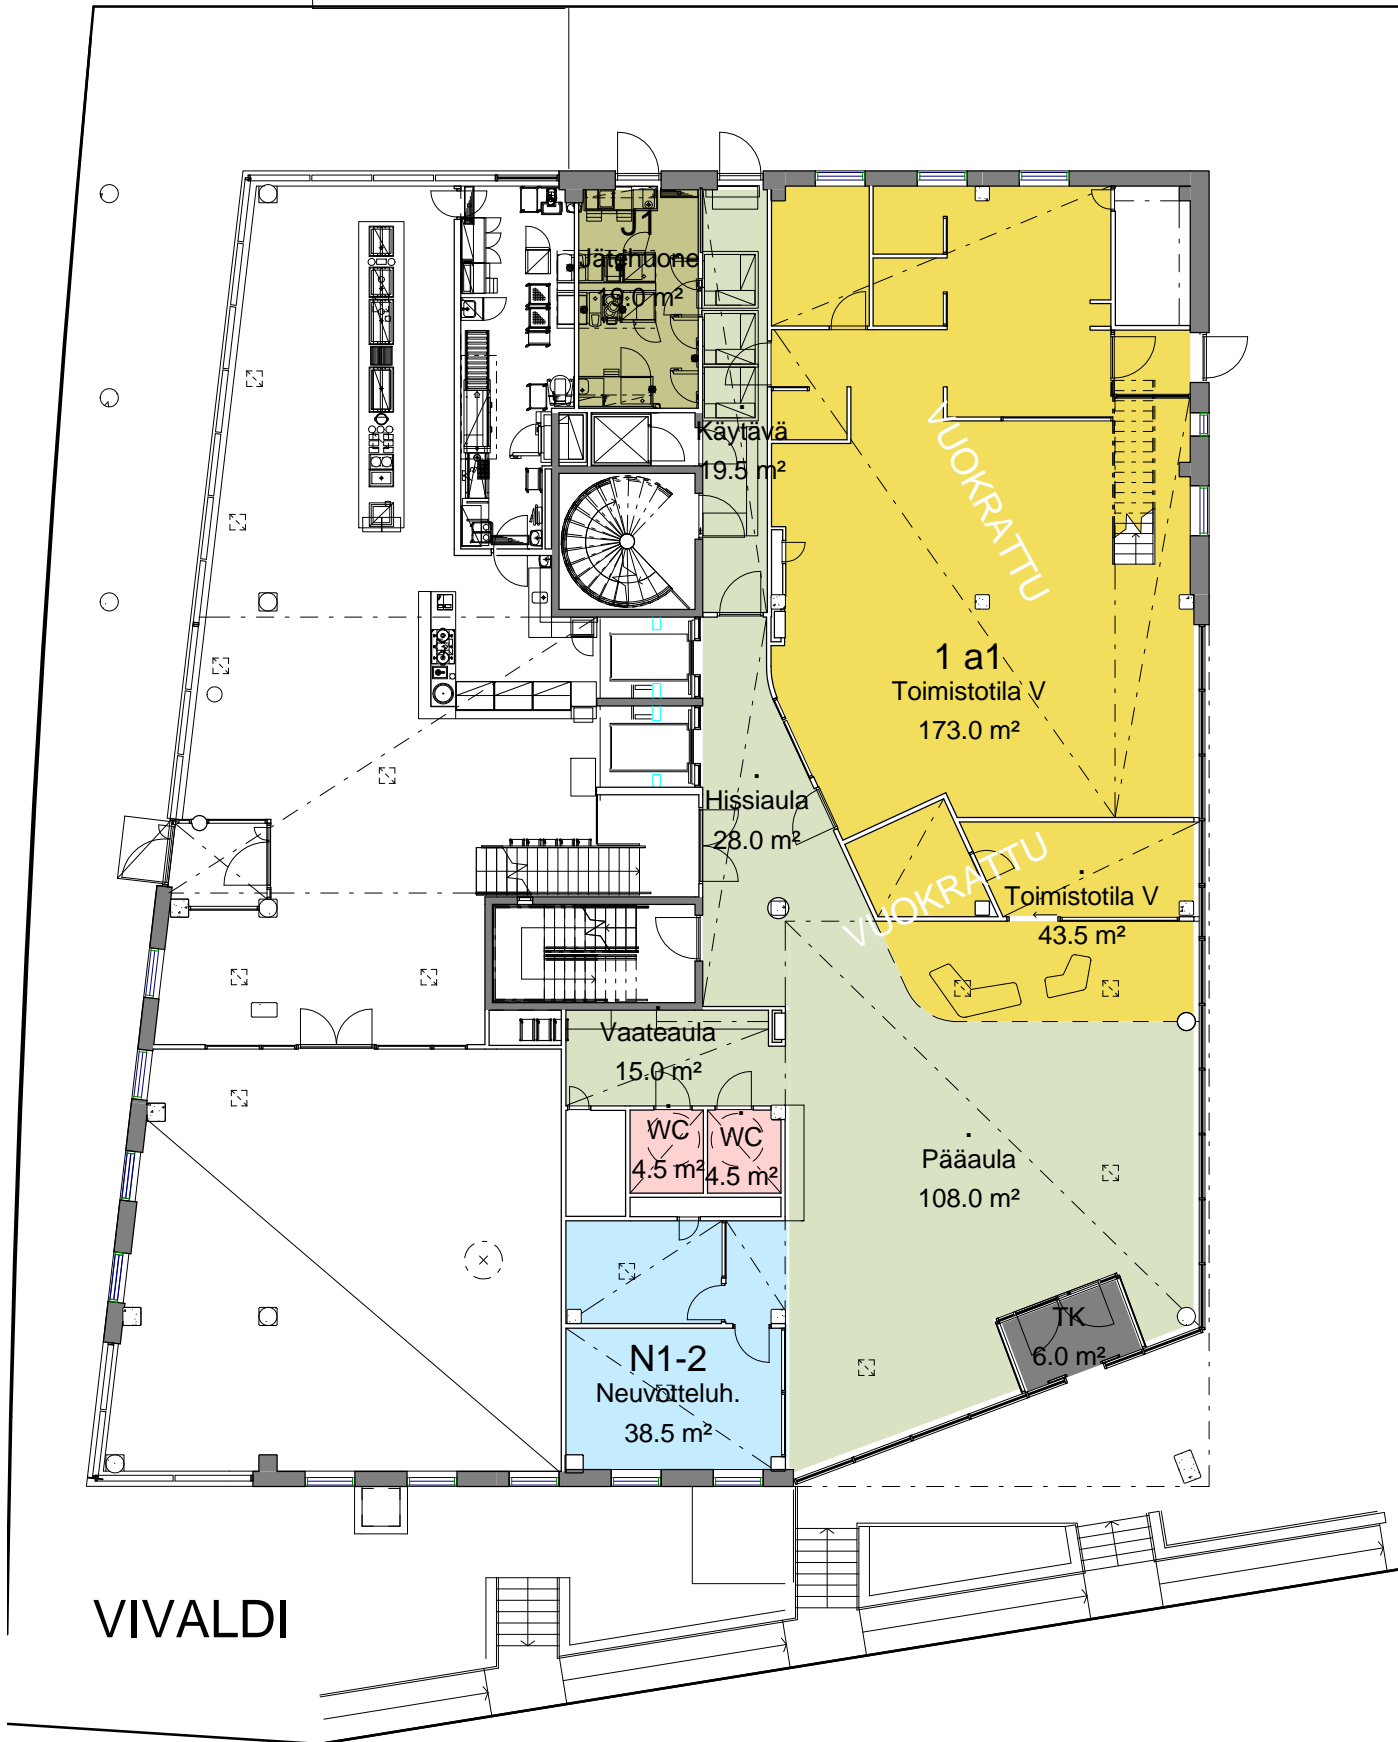 J1
Jätehuone
19.0 m²
Käytävä
19.5 m²
VUOKRATTU
1 a1
Toimistotila V
173.0 m²
Hissiaula
28.0 m²
VUOKRATTU
Toimistotila V
43.5 m²
Vaateaula
15.0 m²
WC
4.5 m²
WC
4.5 m²
Pääaula
108.0 m²
TK
6.0 m²
N1-2
Neuvotteluh.
38.5 m²
VIVALDI